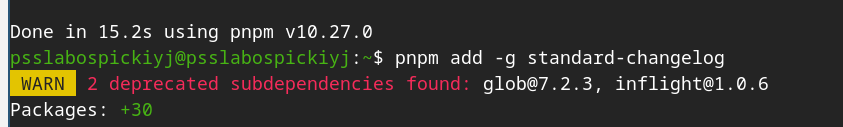 Done in 15.2s using pnpm v10.27.0
psslabospickiyj@psslabospickiyj:~$ pnpm add -g standard-changelog
WARN 2 deprecated subdependencies found: glob@7.2.3, inflight@1.0.6
Packages: +30